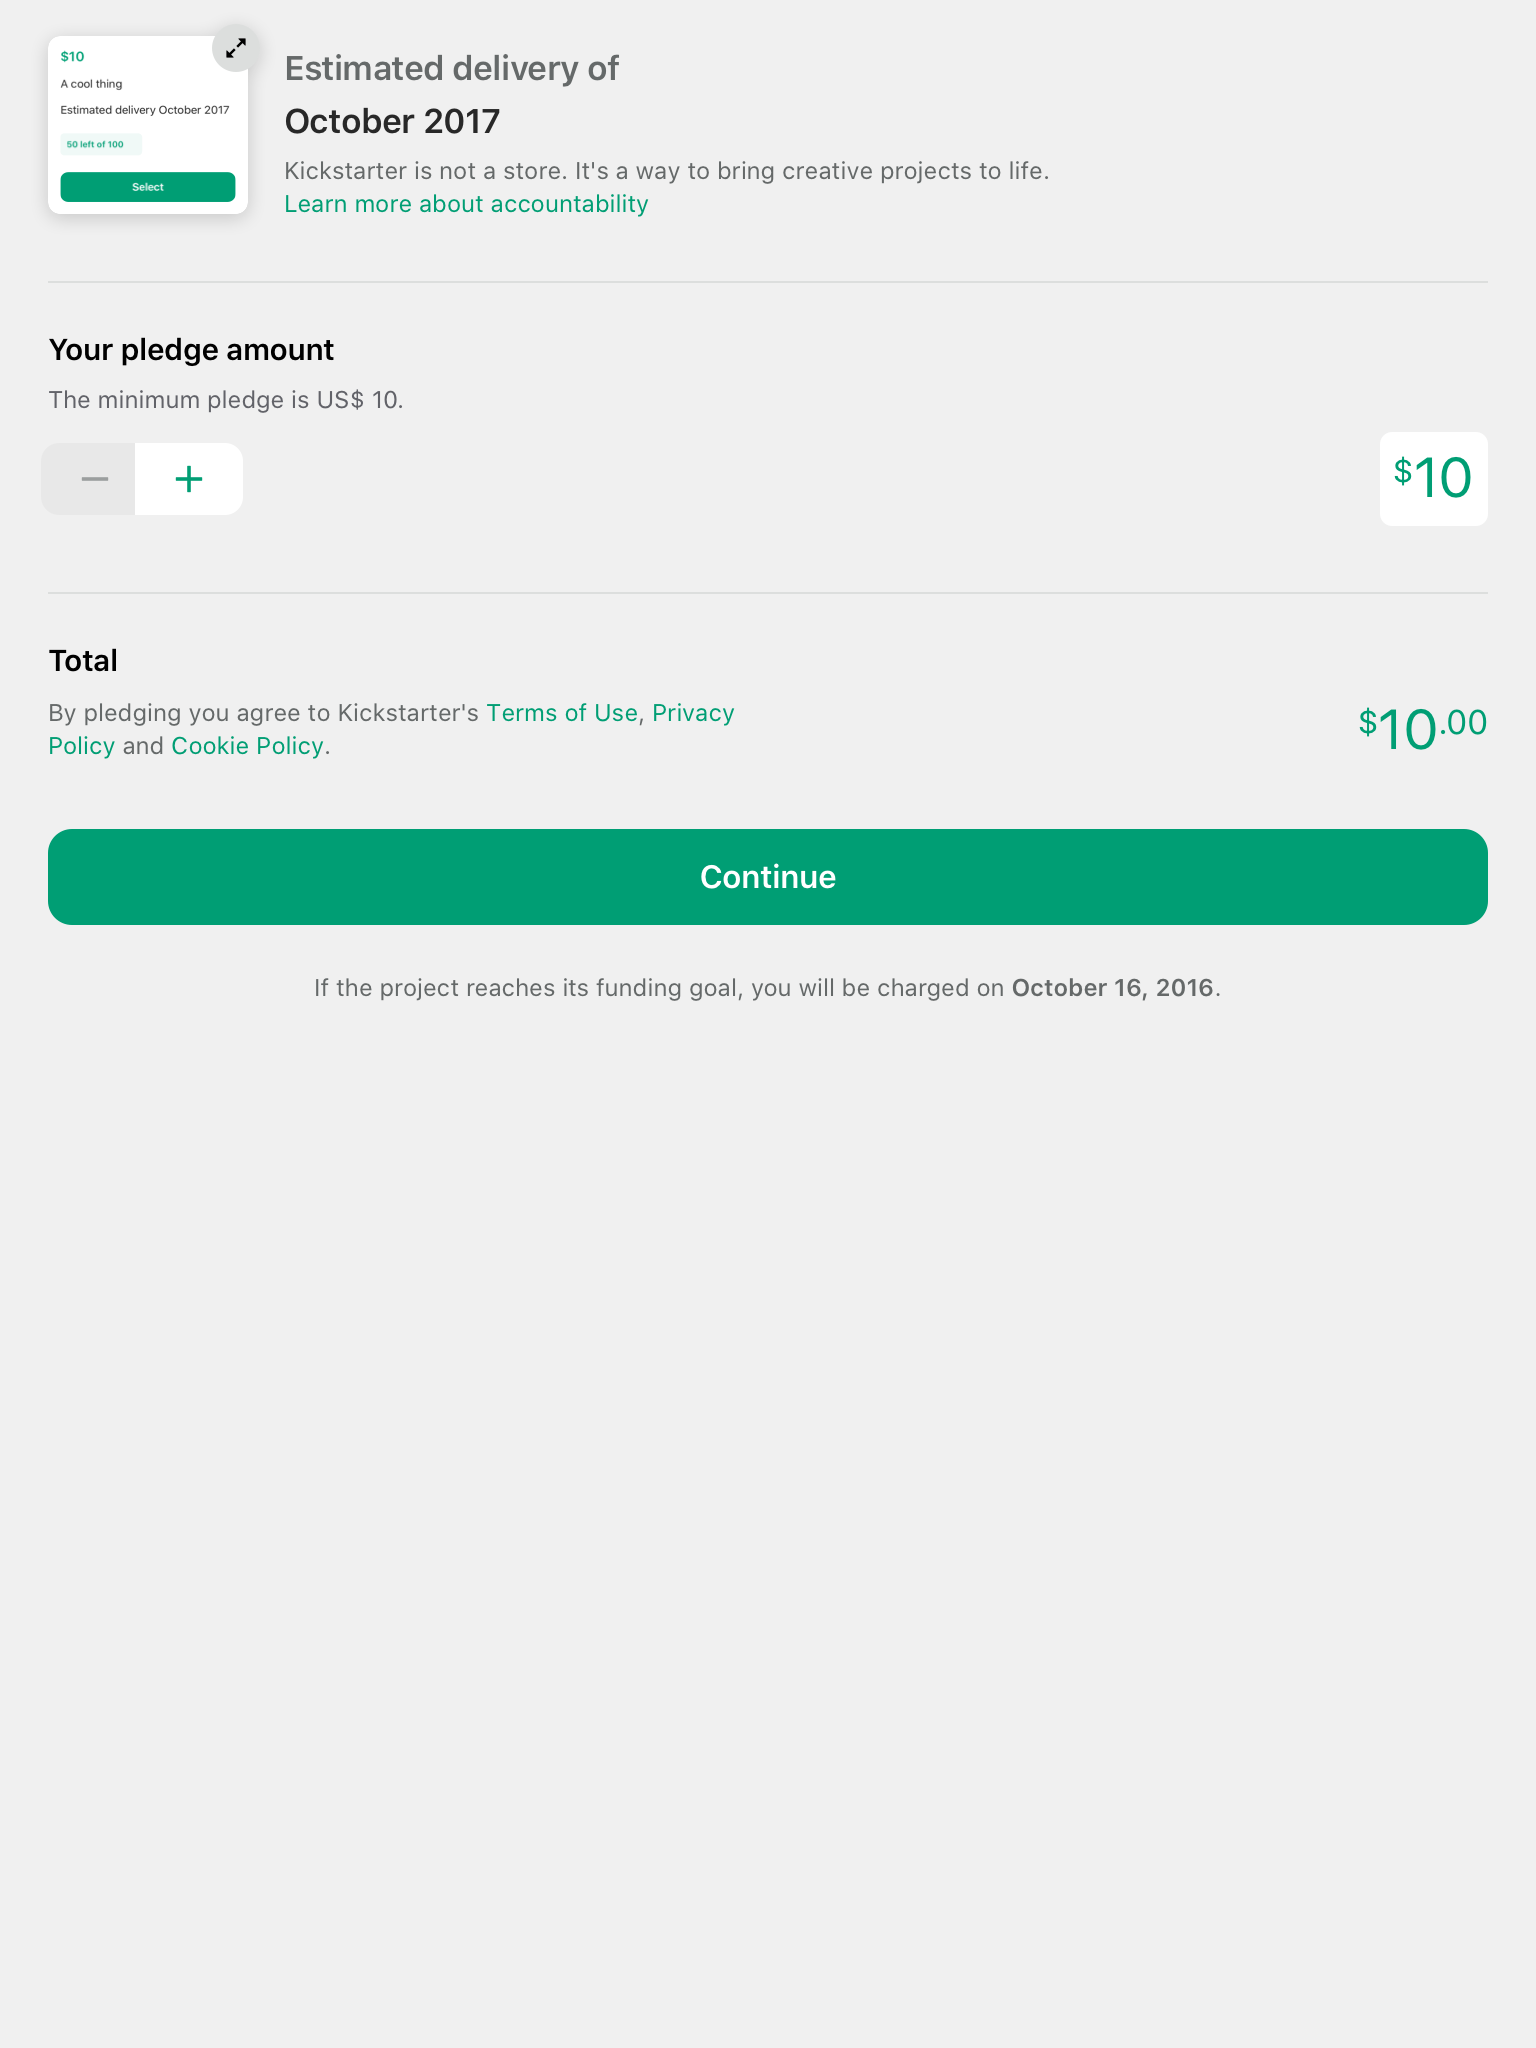 $10
A cool thing
Estimated delivery October 2017
50 left of 100
Select
Estimated delivery of
October 2017
Kickstarter is not a store. It's a way to bring creative projects to life.
Learn more about accountability
Your pledge amount
The minimum pledge is US$ 10.
$10
Total
By pledging you agree to Kickstarter's Terms of Use, Privacy
Policy and Cookie Policy.
$10.00
Continue
If the project reaches its funding goal, you will be charged on October 16, 2016.